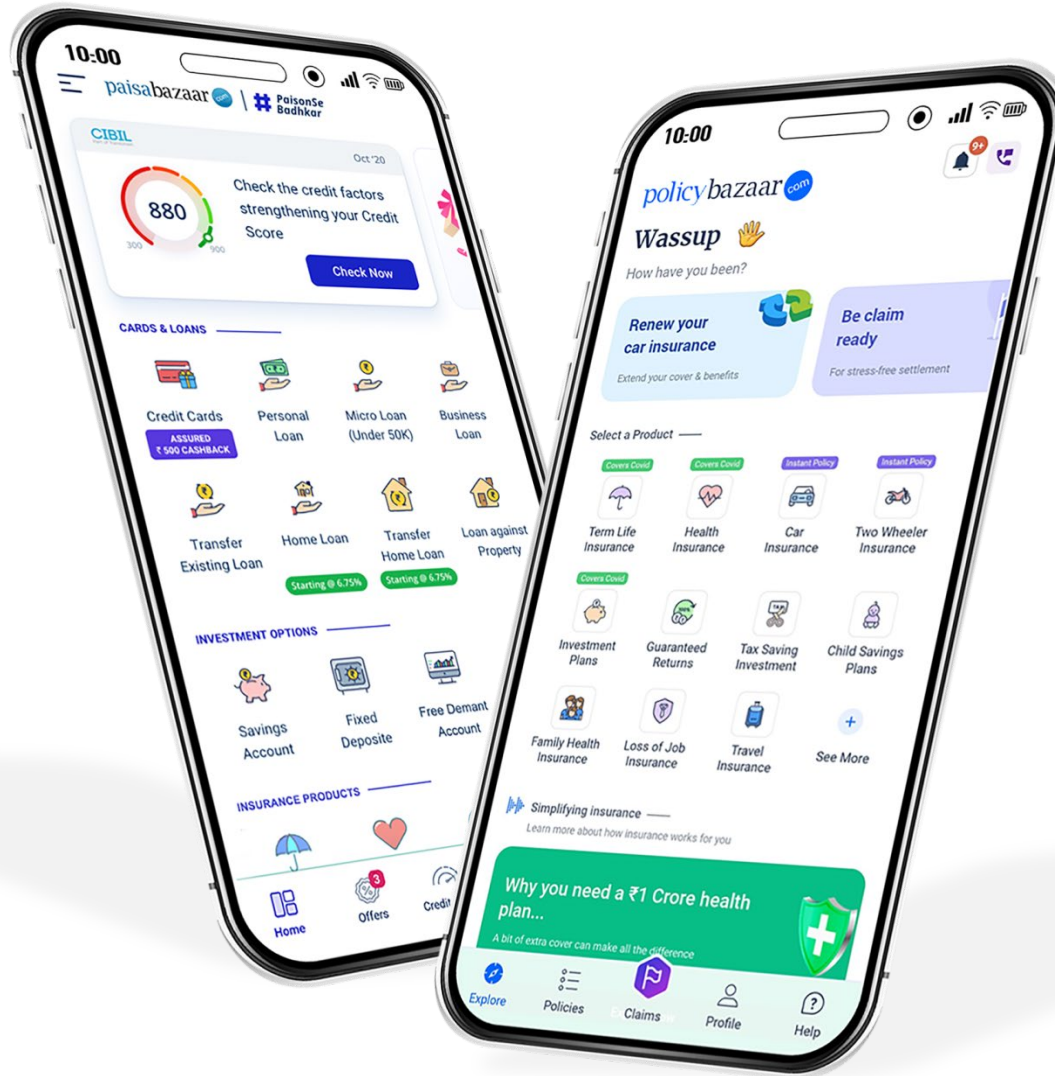 10:00
paisabazaar com | # PaisonSe
Badhkar
CIBIL
Oct '20
880
300
900
Check the credit factors
strengthening your Credit
Score
Check Now
CARDS & LOANS
Credit Cards
ASSURED
₹ 500 CASHBACK
Personal
Loan
Micro Loan
(Under 50K)
Business
Loan
Transfer
Existing Loan
Home Loan
Starting @ 6.75%
Transfer
Home Loan
Starting @ 6.75%
Loan against
Property
INVESTMENT OPTIONS
Savings
Account
Fixed
Deposite
Free Demant
Account
INSURANCE PRODUCTS
Home
3
Offers
Credit
10:00
9+
policybazaar com
Wassup
How have you been?
Renew your
car insurance
Extend your cover & benefits
Be claim
ready
For stress-free settlement
Select a Product
Covers Covid
Term Life
Insurance
Covers Covid
Health
Insurance
Instant Policy
Car
Insurance
Instant Policy
Two Wheeler
Insurance
Covers Covid
Investment
Plans
100%
Guaranteed
Returns
TAX
Tax Saving
Investment
Child Savings
Plans
Family Health
Insurance
Loss of Job
Insurance
Travel
Insurance
+
See More
Simplifying insurance
Learn more about how insurance works for you
Why you need a ₹1 Crore health
plan...
A bit of extra cover can make all the difference
Explore
Policies
Claims
Profile
?
Help